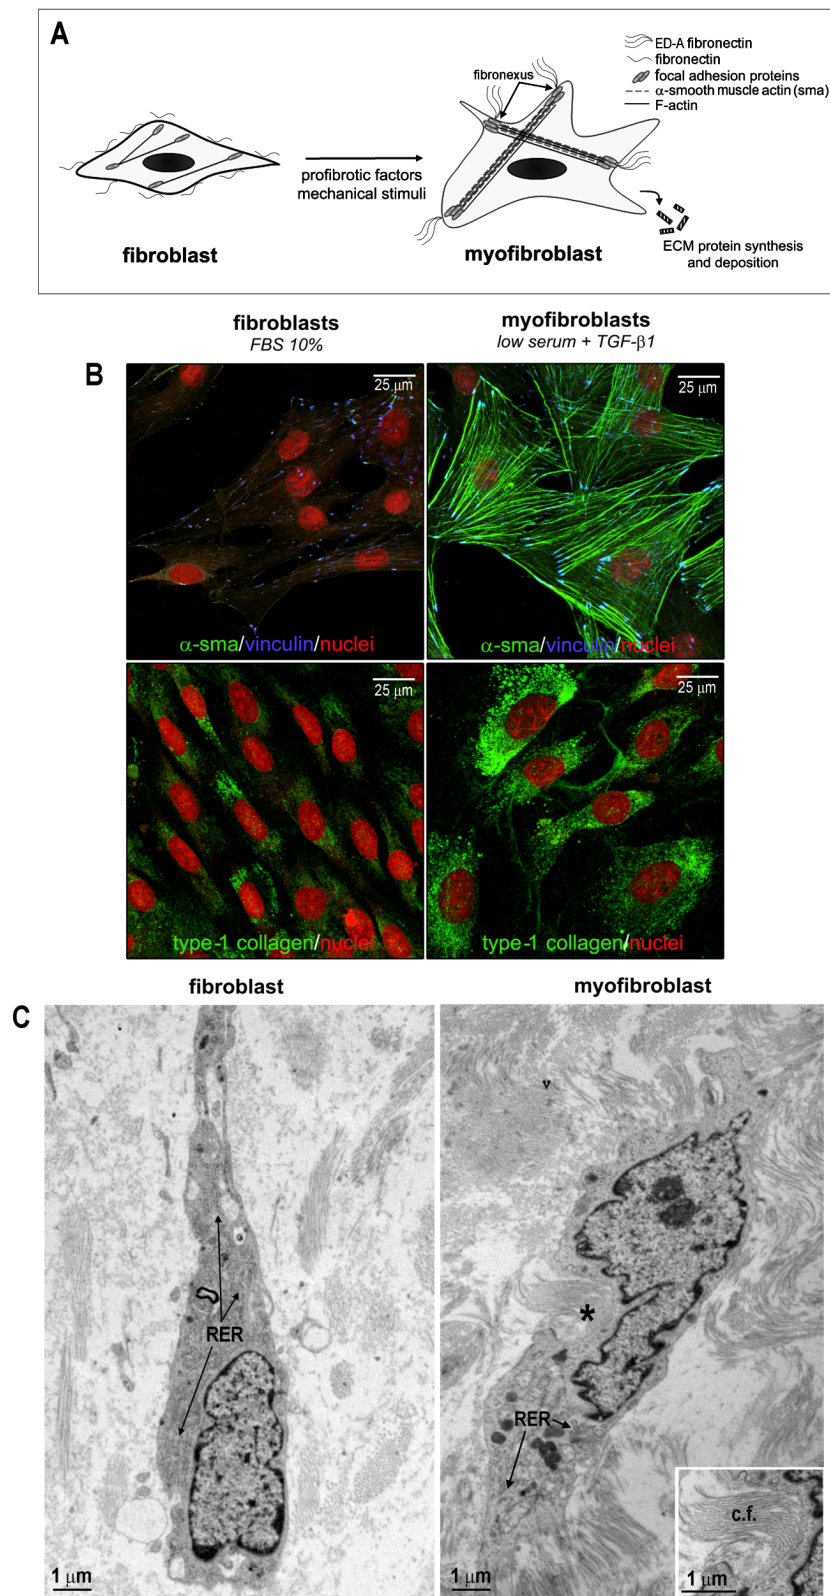 A
ED-A fibronectin
fibronectin
focal adhesion proteins
α-smooth muscle actin (sma)
F-actin
fibronexus
profibrotic factors
mechanical stimuli
fibroblast
myofibroblast
ECM protein synthesis
and deposition
fibroblasts
FBS 10%
myofibroblasts
low serum + TGF-β1
B
25 μm
25 μm
α-sma/vinculin/nuclei
α-sma/vinculin/nuclei
25 μm
25 μm
type-1 collagen/nuclei
type-1 collagen/nuclei
fibroblast
myofibroblast
C
RER
*
RER
c.f.
1 μm
1 μm
1 μm